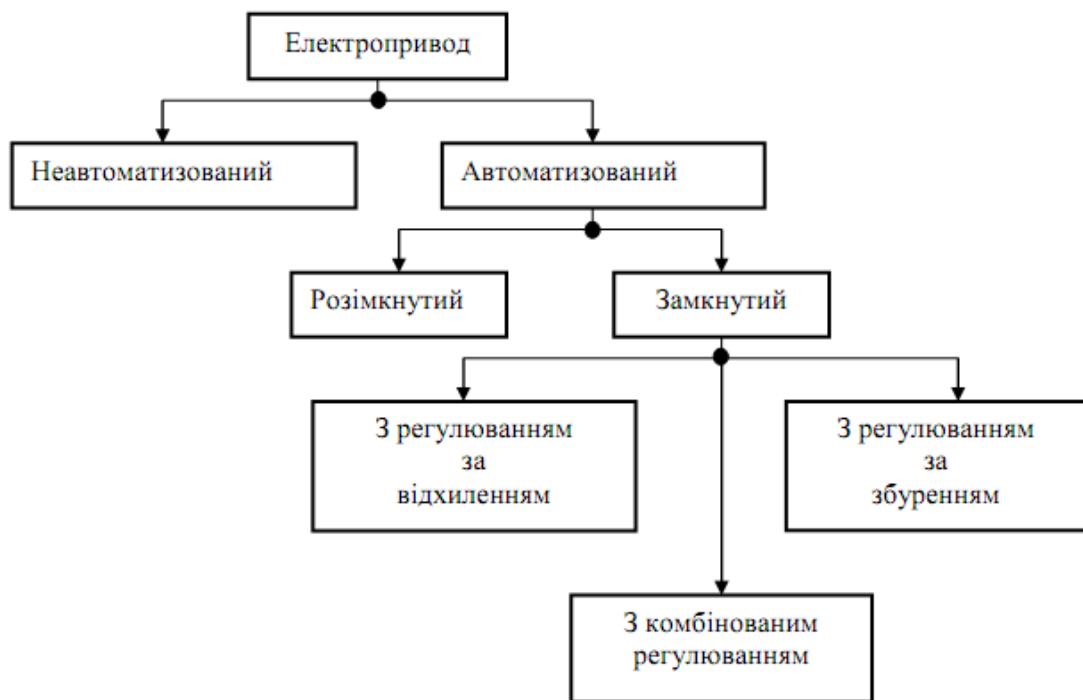 Електропривод
Неавтоматизований
Автоматизований
Розімкнутий
Замкнутий
З регулюванням
за
відхиленням
З регулюванням
за
збуренням
З комбінованим
регулюванням